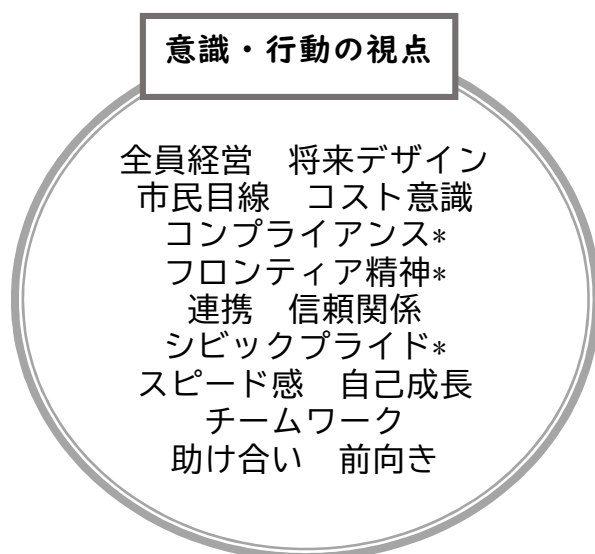 意識・行動の視点
全員経営　将来デザイン
市民目線　コスト意識
コンプライアンス*
フロンティア精神*
連携　信頼関係
シビックプライド*
スピード感　自己成長
チームワーク
助け合い　前向き